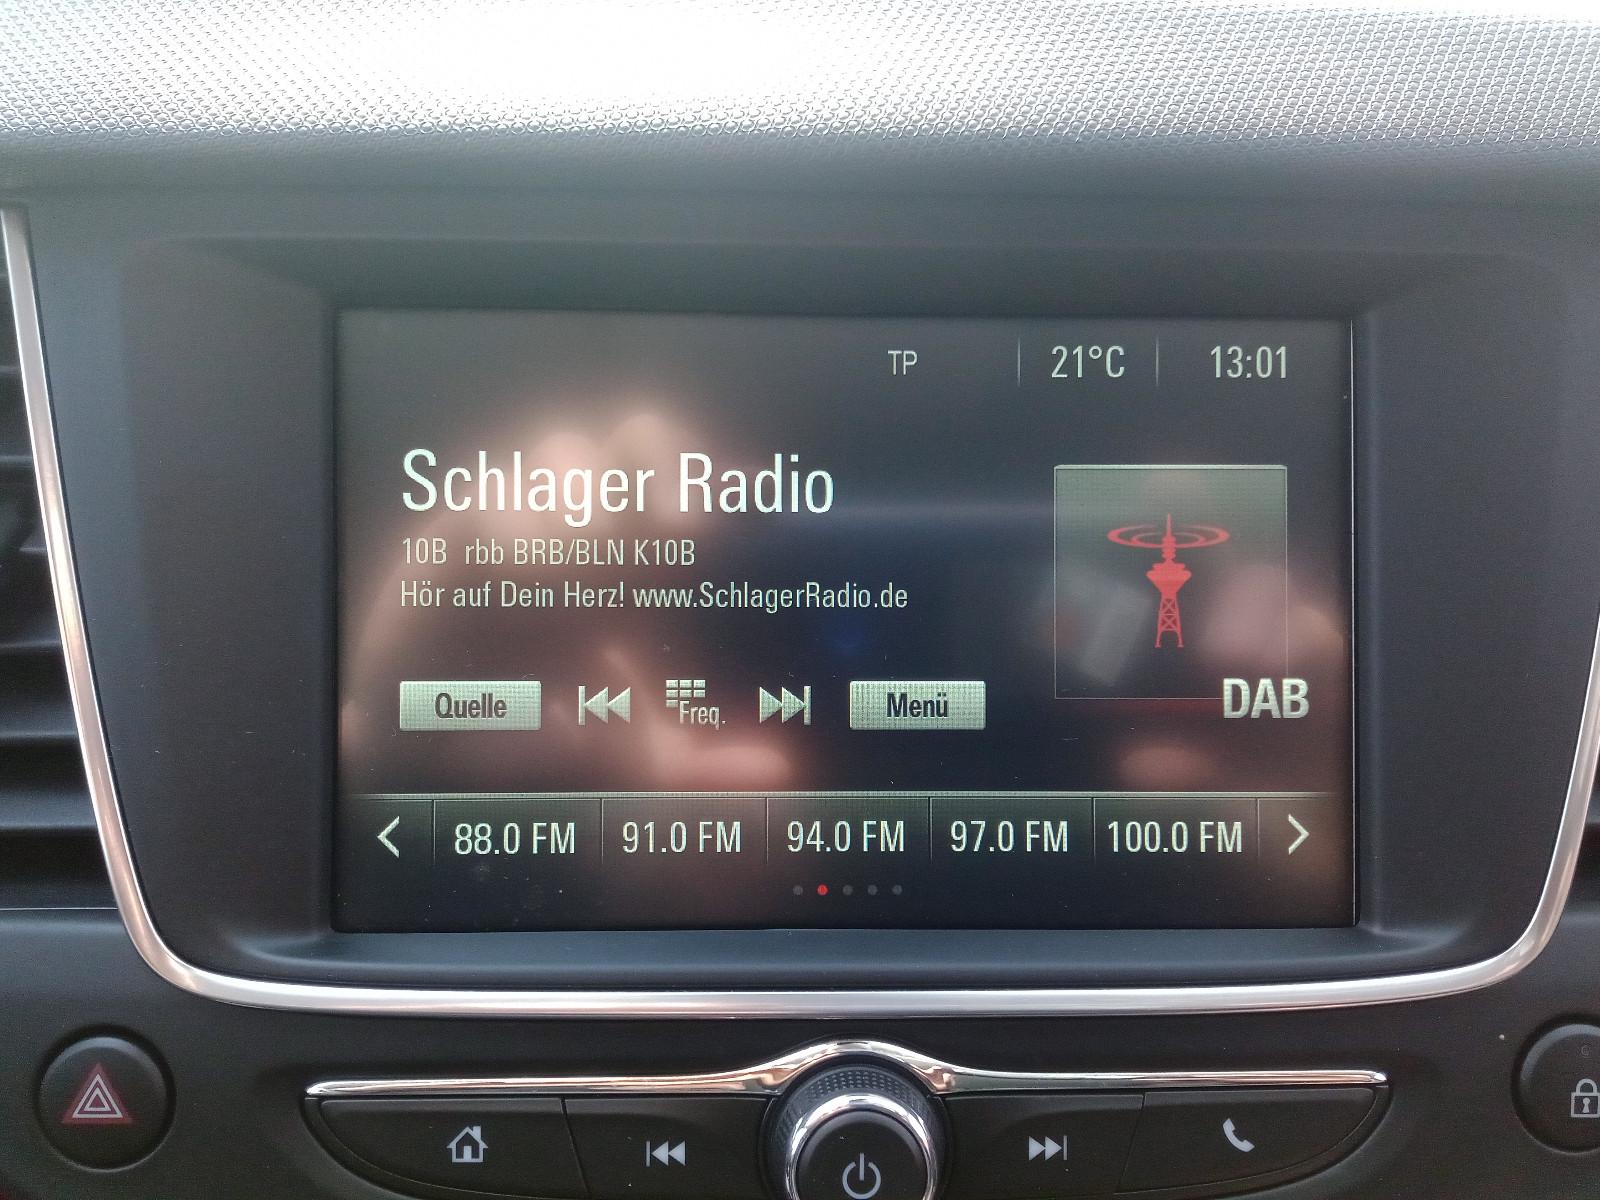 TP 21°C 13:01
Schlager Radio
10B rbb BRB/BLN K10B
Hör auf Dein Herz! www.SchlagerRadio.de
Quelle Freq. Menü
DAB
88.0 FM 91.0 FM 94.0 FM 97.0 FM 100.0 FM